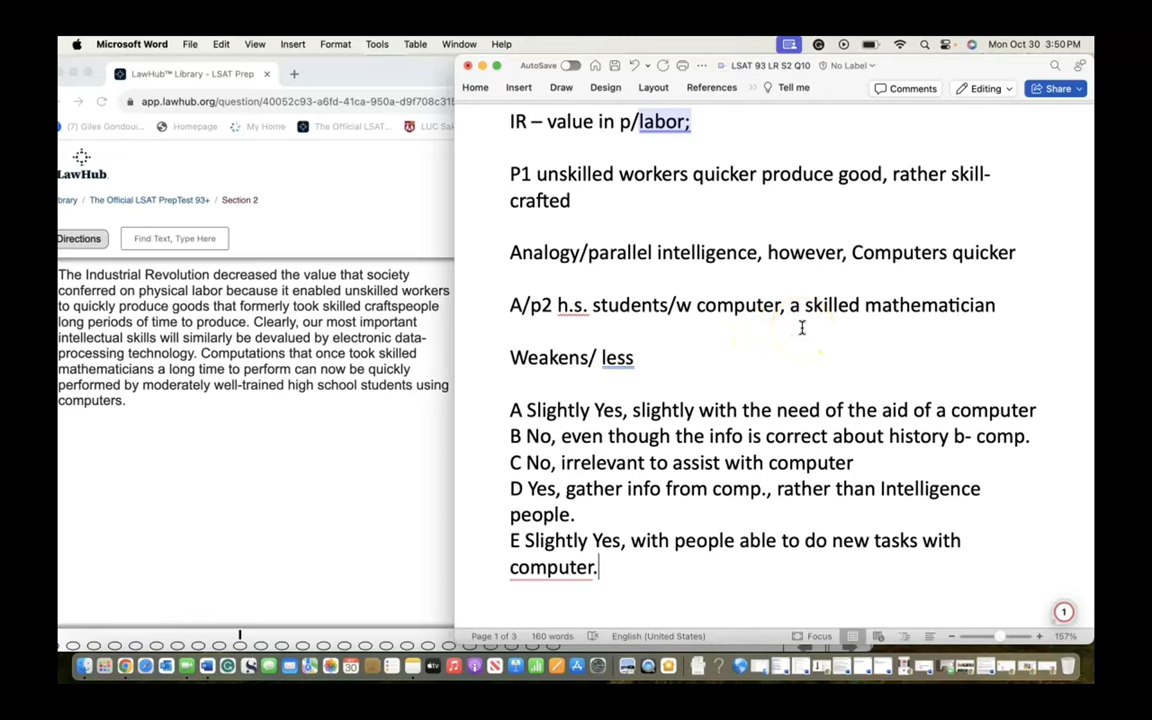 Microsoft Word File Edit View Insert Format Tools Table Window Help Mon Oct 30 3:50 PM
LawHub™ Library - LSAT Prep
AutoSave LSAT 93 LR S2 Q10 No Label
app.lawhub.org/question/40052c93-a6fd-41ca-950a-d9f708c315
Home Insert Draw Design Layout References Tell me Comments Editing Share
(7) Giles Gondoui... Homepage My Home The Official LSAT... LUC Sak
LawHub.
IR – value in p/labor;
P1 unskilled workers quicker produce good, rather skill-
crafted
brary / The Official LSAT PrepTest 93+ / Section 2
Directions Find Text, Type Here
Analogy/parallel intelligence, however, Computers quicker
A/p2 h.s. students/w computer, a skilled mathematician
Weakens/ less
A Slightly Yes, slightly with the need of the aid of a computer
B No, even though the info is correct about history b- comp.
C No, irrelevant to assist with computer
D Yes, gather info from comp., rather than Intelligence
people.
E Slightly Yes, with people able to do new tasks with
computer.
The Industrial Revolution decreased the value that society
conferred on physical labor because it enabled unskilled workers
to quickly produce goods that formerly took skilled craftspeople
long periods of time to produce. Clearly, our most important
intellectual skills will similarly be devalued by electronic data-
processing technology. Computations that once took skilled
mathematicians a long time to perform can now be quickly
performed by moderately well-trained high school students using
computers.
1
Page 1 of 3 160 words English (United States) Focus 157%
30